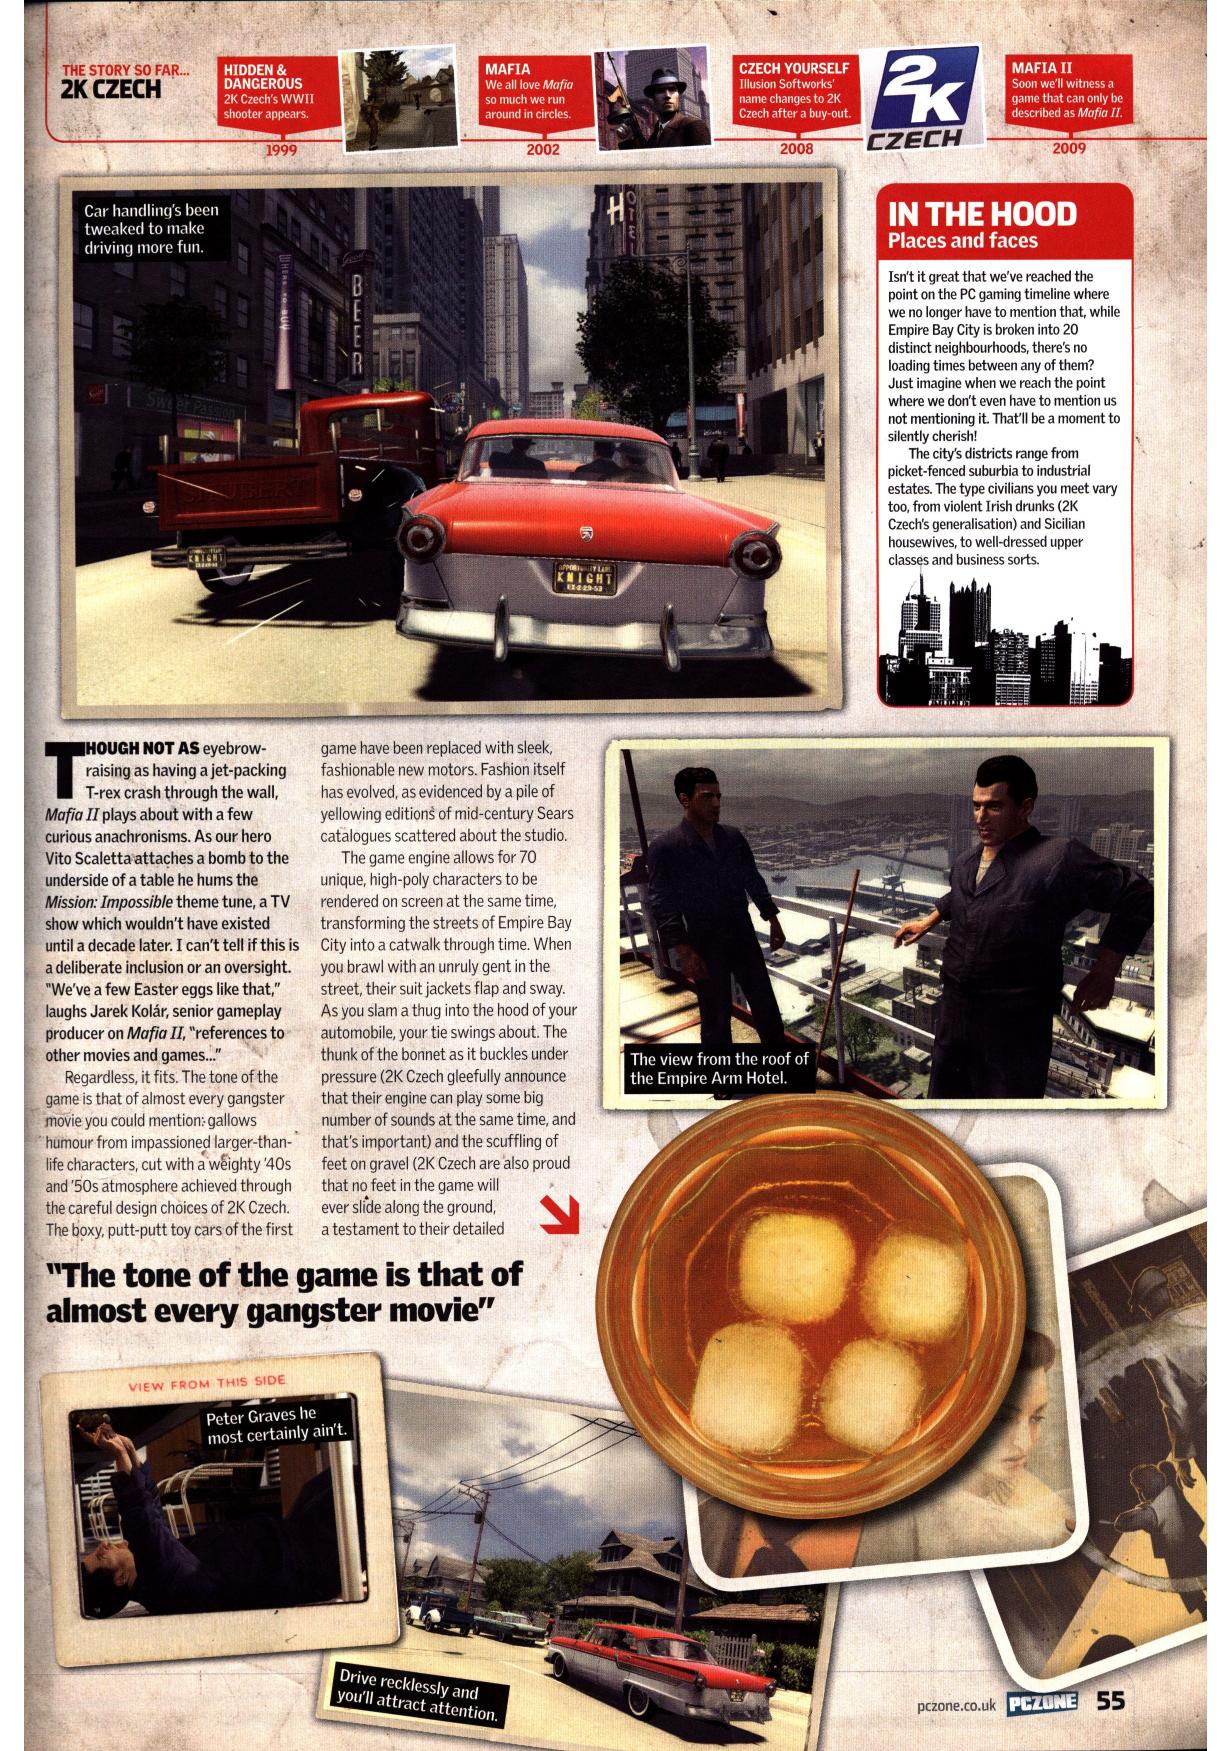 THE STORY SO FAR...
2K CZECH
HIDDEN &
DANGEROUS
2K Czech's WWII
shooter appears.
1999
MAFIA
We all love Mafia
so much we run
around in circles.
2002
CZECH YOURSELF
Illusion Softworks'
name changes to 2K
Czech after a buy-out.
2008
2K
CZECH
MAFIA II
Soon we'll witness a
game that can only be
described as Mafia II.
2009
Car handling's been
tweaked to make
driving more fun.
HOTEL
BEER
KNIGHT
KNIGHT
IN THE HOOD
Places and faces
Isn't it great that we've reached the
point on the PC gaming timeline where
we no longer have to mention that, while
Empire Bay City is broken into 20
distinct neighbourhoods, there's no
loading times between any of them?
Just imagine when we reach the point
where we don't even have to mention us
not mentioning it. That'll be a moment to
silently cherish!
The city's districts range from
picket-fenced suburbia to industrial
estates. The type civilians you meet vary
too, from violent Irish drunks (2K
Czech's generalisation) and Sicilian
housewives, to well-dressed upper
classes and business sorts.
THOUGH NOT AS eyebrow-
raising as having a jet-packing
T-rex crash through the wall,
Mafia II plays about with a few
curious anachronisms. As our hero
Vito Scaletta attaches a bomb to the
underside of a table he hums the
Mission: Impossible theme tune, a TV
show which wouldn't have existed
until a decade later. I can't tell if this is
a deliberate inclusion or an oversight.
"We've a few Easter eggs like that,"
laughs Jarek Kolár, senior gameplay
producer on Mafia II, "references to
other movies and games..."
Regardless, it fits. The tone of the
game is that of almost every gangster
movie you could mention: gallows
humour from impassioned larger-than-
life characters, cut with a weighty '40s
and '50s atmosphere achieved through
the careful design choices of 2K Czech.
The boxy, putt-putt toy cars of the first
game have been replaced with sleek,
fashionable new motors. Fashion itself
has evolved, as evidenced by a pile of
yellowing editions of mid-century Sears
catalogues scattered about the studio.
The game engine allows for 70
unique, high-poly characters to be
rendered on screen at the same time,
transforming the streets of Empire Bay
City into a catwalk through time. When
you brawl with an unruly gent in the
street, their suit jackets flap and sway.
As you slam a thug into the hood of your
automobile, your tie swings about. The
thunk of the bonnet as it buckles under
pressure (2K Czech gleefully announce
that their engine can play some big
number of sounds at the same time, and
that's important) and the scuffling of
feet on gravel (2K Czech are also proud
that no feet in the game will
ever slide along the ground,
a testament to their detailed
The view from the roof of
the Empire Arm Hotel.
"The tone of the game is that of
almost every gangster movie"
VIEW FROM THIS SIDE
Peter Graves he
most certainly ain't.
Drive recklessly and
you'll attract attention.
pczone.co.uk PCZONE 55